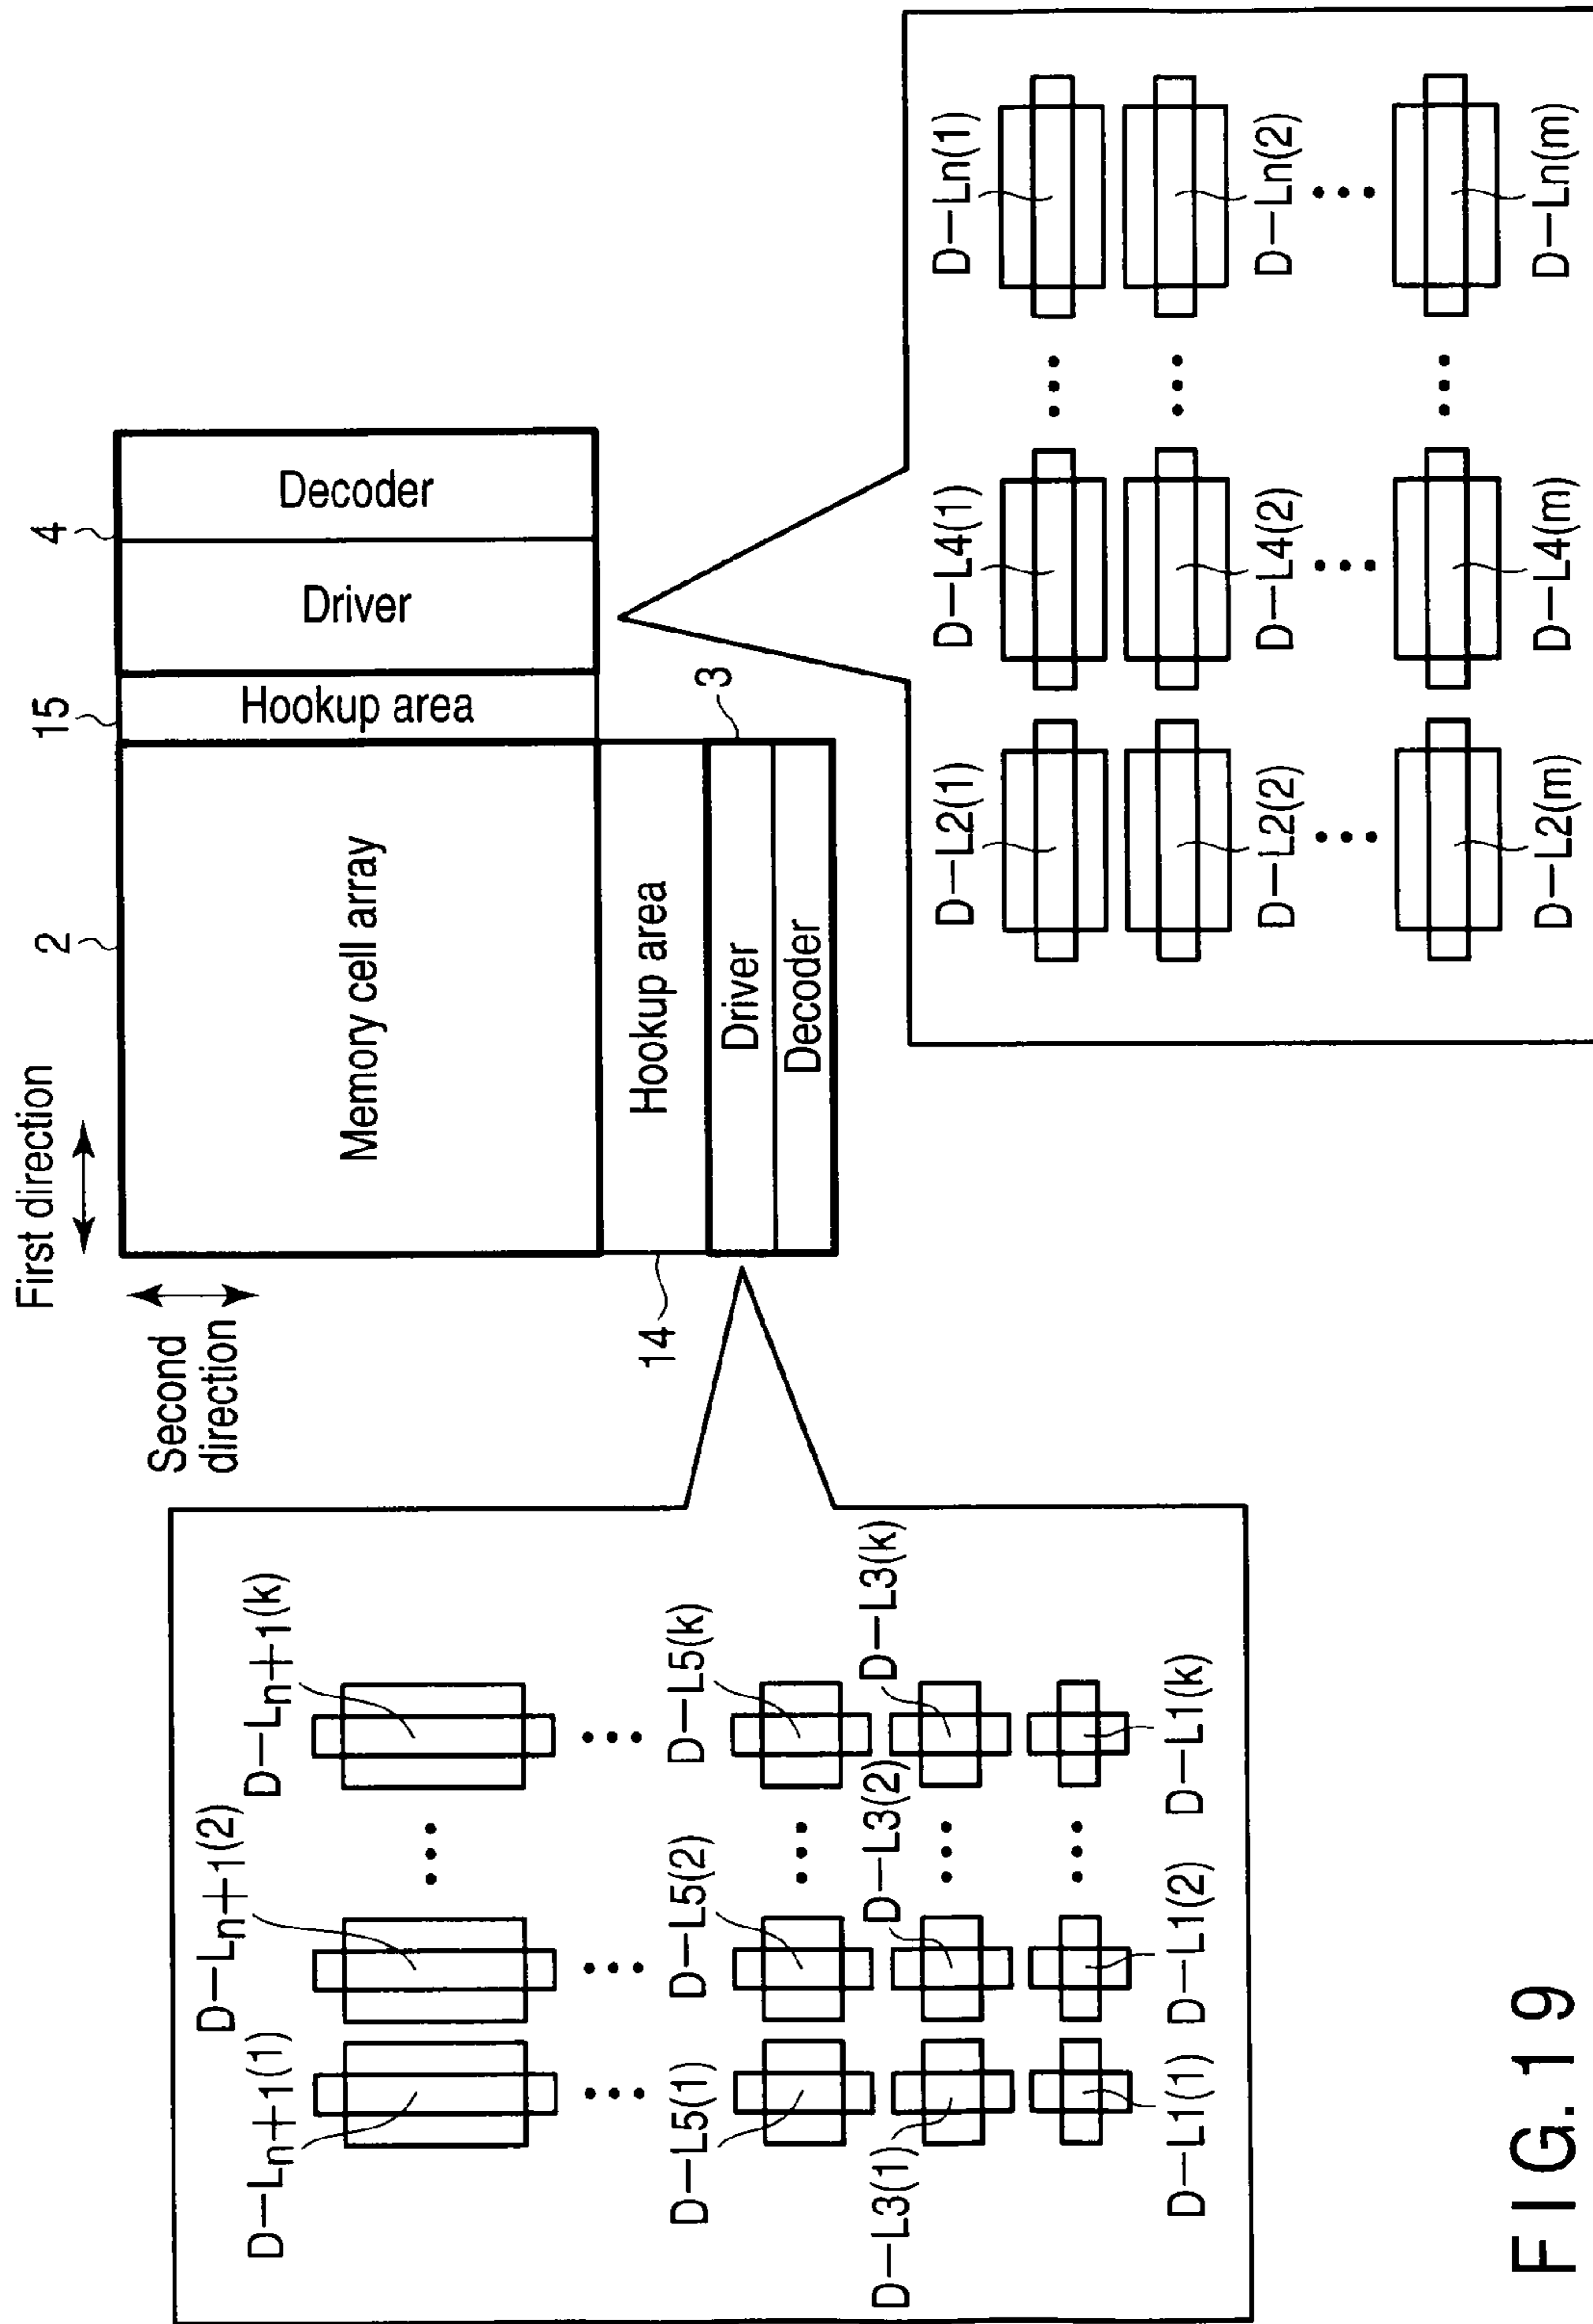 First direction
Second
direction
2
15
4
Memory cell array
Hookup area
Driver
Decoder
Hookup area
14
Driver
3
Decoder
D—Ln+1(1)
D—Ln+1(2)
D—Ln+1(k)
D—L5(1)
D—L5(2)
D—L5(k)
D—L3(1)
D—L3(2)
D—L3(k)
D—L1(1)
D—L1(2)
D—L1(k)
D—L2(1)
D—L4(1)
D—Ln(1)
D—L2(2)
D—L4(2)
D—Ln(2)
D—L2(m)
D—L4(m)
D—Ln(m)
FIG. 19